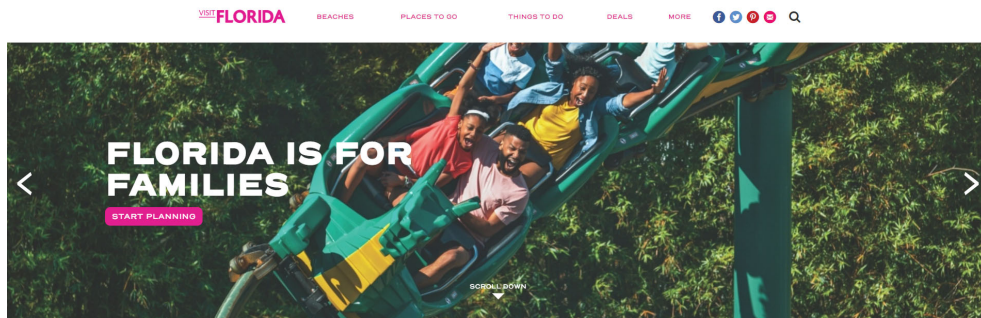 VISIT FLORIDA
BEACHES
PLACES TO GO
THINGS TO DO
DEALS
MORE
FLORIDA IS FOR
FAMILIES
START PLANNING
SCROLL DOWN